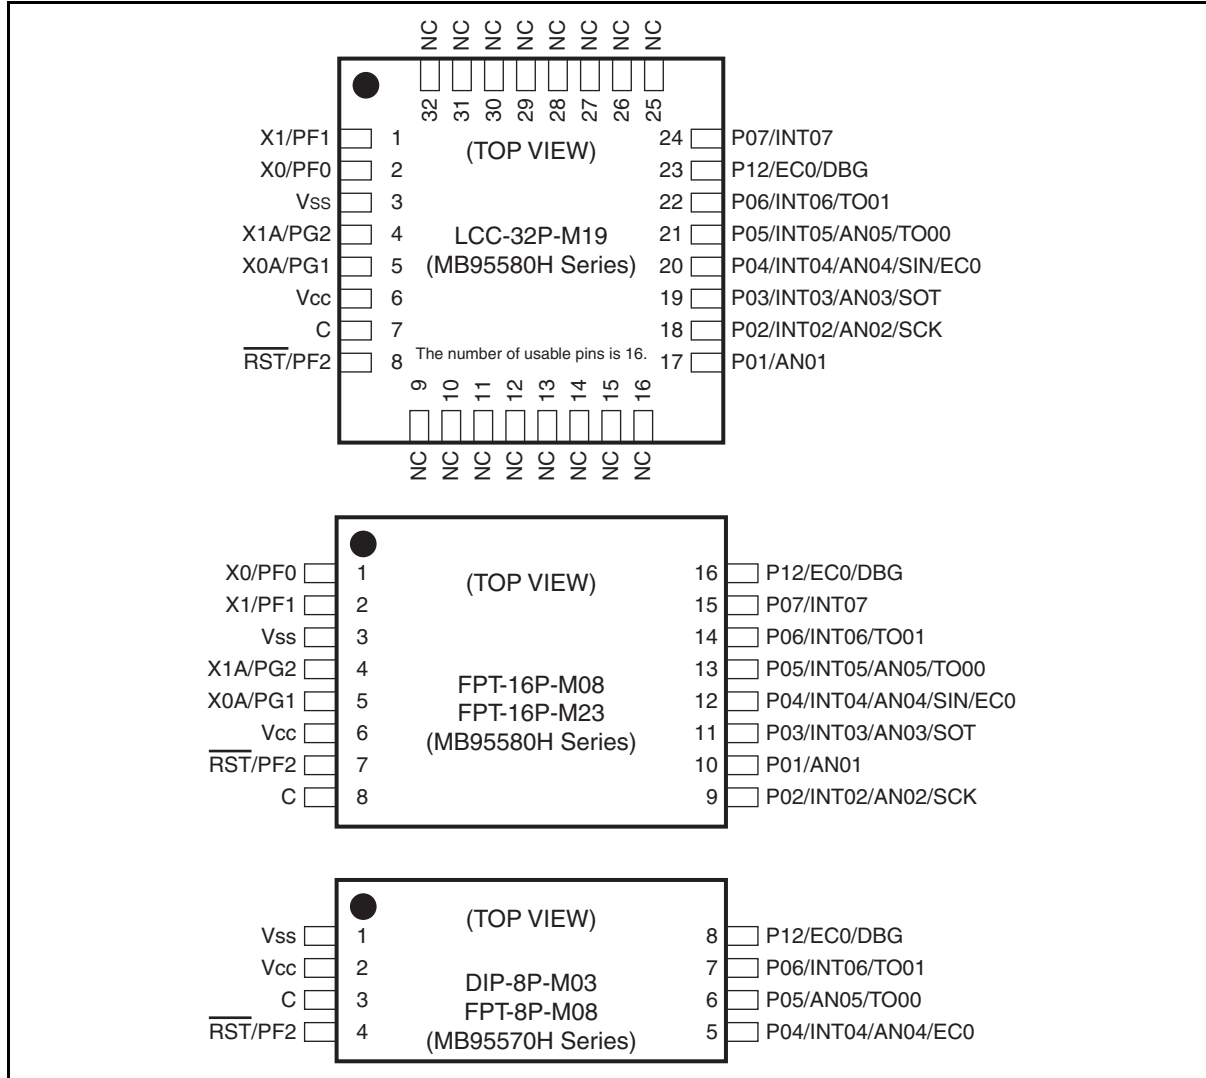 NC NC NC NC NC NC NC NC
32 31 30 29 28 27 26 25
(TOP VIEW)
X1/PF1 1 24 P07/INT07
X0/PF0 2 23 P12/EC0/DBG
Vss 3 22 P06/INT06/TO01
X1A/PG2 4 LCC-32P-M19 21 P05/INT05/AN05/TO00
X0A/PG1 5 (MB95580H Series) 20 P04/INT04/AN04/SIN/EC0
Vcc 6 19 P03/INT03/AN03/SOT
C 7 18 P02/INT02/AN02/SCK
RST/PF2 8 The number of usable pins is 16. 17 P01/AN01
9 10 11 12 13 14 15 16
NC NC NC NC NC NC NC NC
X0/PF0 1 (TOP VIEW) 16 P12/EC0/DBG
X1/PF1 2 15 P07/INT07
Vss 3 14 P06/INT06/TO01
X1A/PG2 4 FPT-16P-M08 13 P05/INT05/AN05/TO00
X0A/PG1 5 FPT-16P-M23 12 P04/INT04/AN04/SIN/EC0
Vcc 6 (MB95580H Series) 11 P03/INT03/AN03/SOT
RST/PF2 7 10 P01/AN01
C 8 9 P02/INT02/AN02/SCK
(TOP VIEW)
Vss 1 8 P12/EC0/DBG
Vcc 2 7 P06/INT06/TO01
C 3 DIP-8P-M03 6 P05/AN05/TO00
FPT-8P-M08
RST/PF2 4 (MB95570H Series) 5 P04/INT04/AN04/EC0